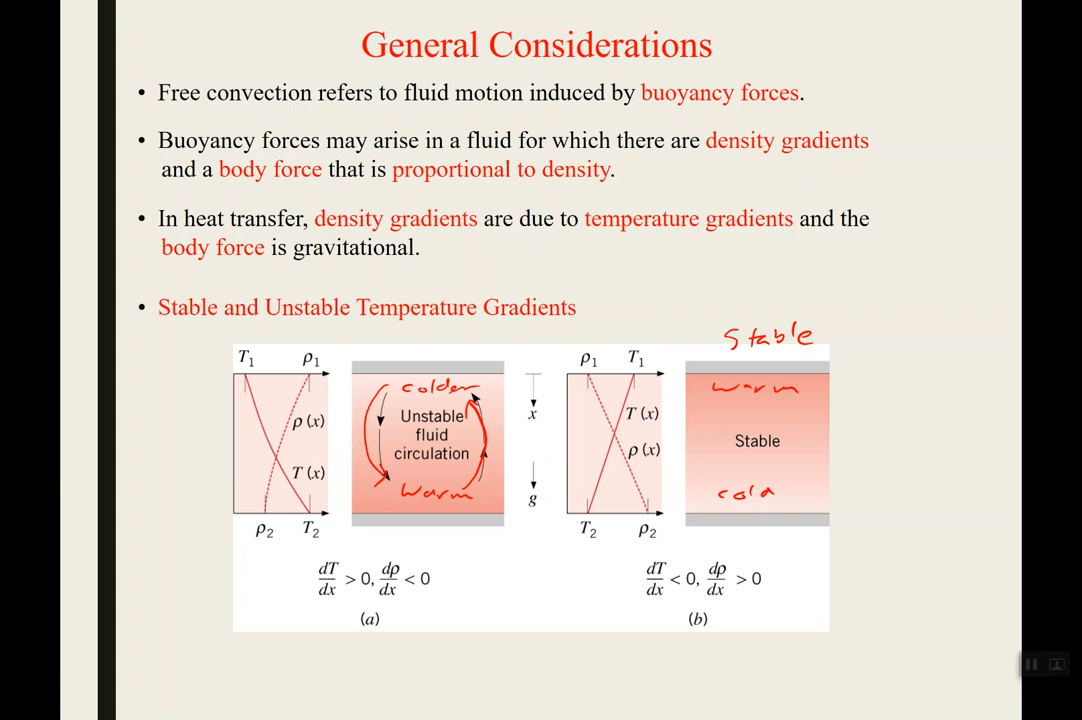 General Considerations
• Free convection refers to fluid motion induced by buoyancy forces.
• Buoyancy forces may arise in a fluid for which there are density gradients
and a body force that is proportional to density.
• In heat transfer, density gradients are due to temperature gradients and the
body force is gravitational.
• Stable and Unstable Temperature Gradients
Stable
T₁ ρ₁
colder
Unstable
fluid
circulation
warm
ρ (x)
T (x)
ρ₂ T₂
dT/dx > 0, dρ/dx < 0
(a)
x
g
ρ₁ T₁
T (x)
ρ (x)
T₂ ρ₂
warm
Stable
cold
dT/dx < 0, dρ/dx > 0
(b)